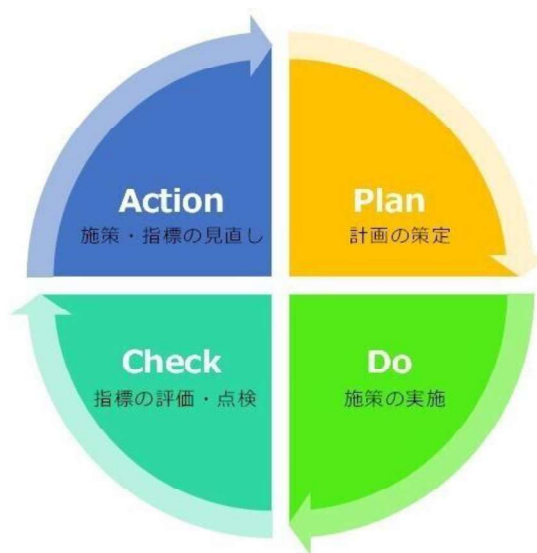 Action
施策・指標の見直し
Plan
計画の策定
Check
指標の評価・点検
Do
施策の実施